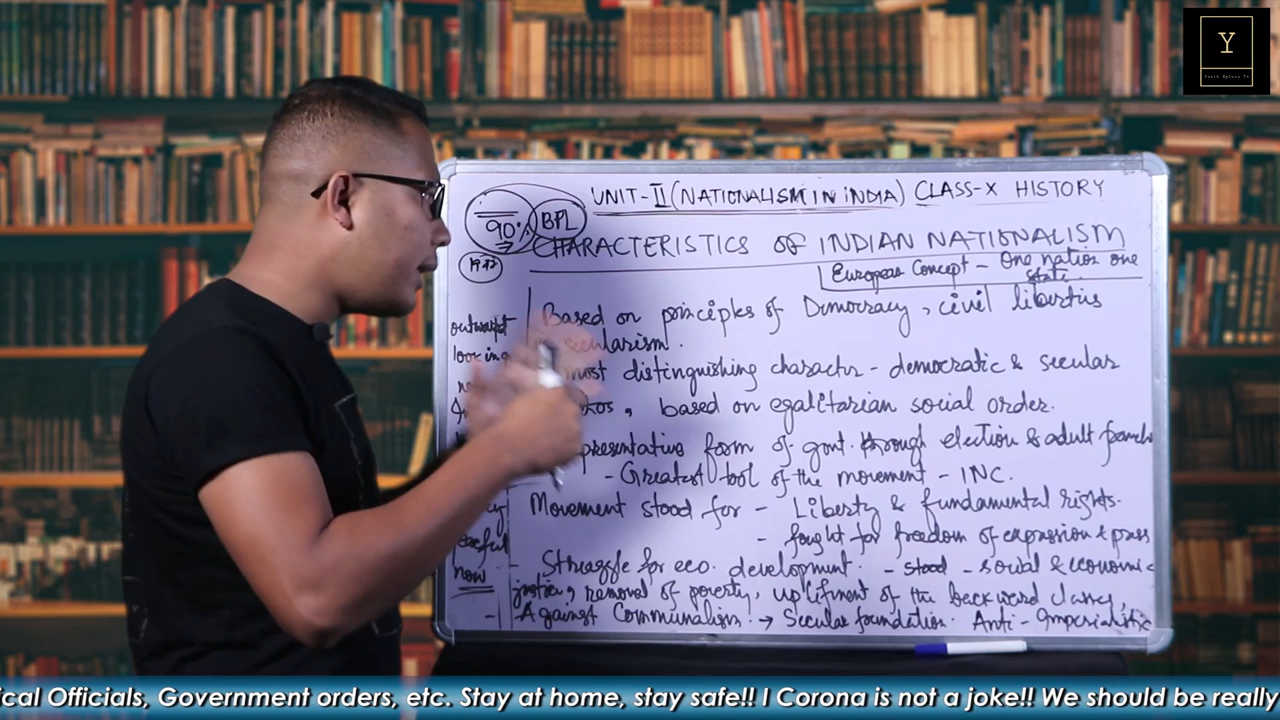 Y
UNIT-II (NATIONALISM IN INDIA) CLASS-X HISTORY
90%
BPL
CHARACTERISTICS OF INDIAN NATIONALISM
European Concept - One nation one
state.
Based on principles of Democracy, civil liberties
secularism.
most distinguishing character - democratic & secular
based on egalitarian social order.
form of govt. through election & adult
- Greatest tool of the movement - INC.
Movement stood for - Liberty & fundamental rights.
- fought for freedom of expression & press
- Struggle for eco. development. - stood - social & economic
justice, removal of poverty, upliftment of the backward classes,
- Against Communalism. → Secular foundation. Anti-Imperialistic
looking
now
ical Officials, Government orders, etc. Stay at home, stay safe!! I Corona is not a joke!! We should be really